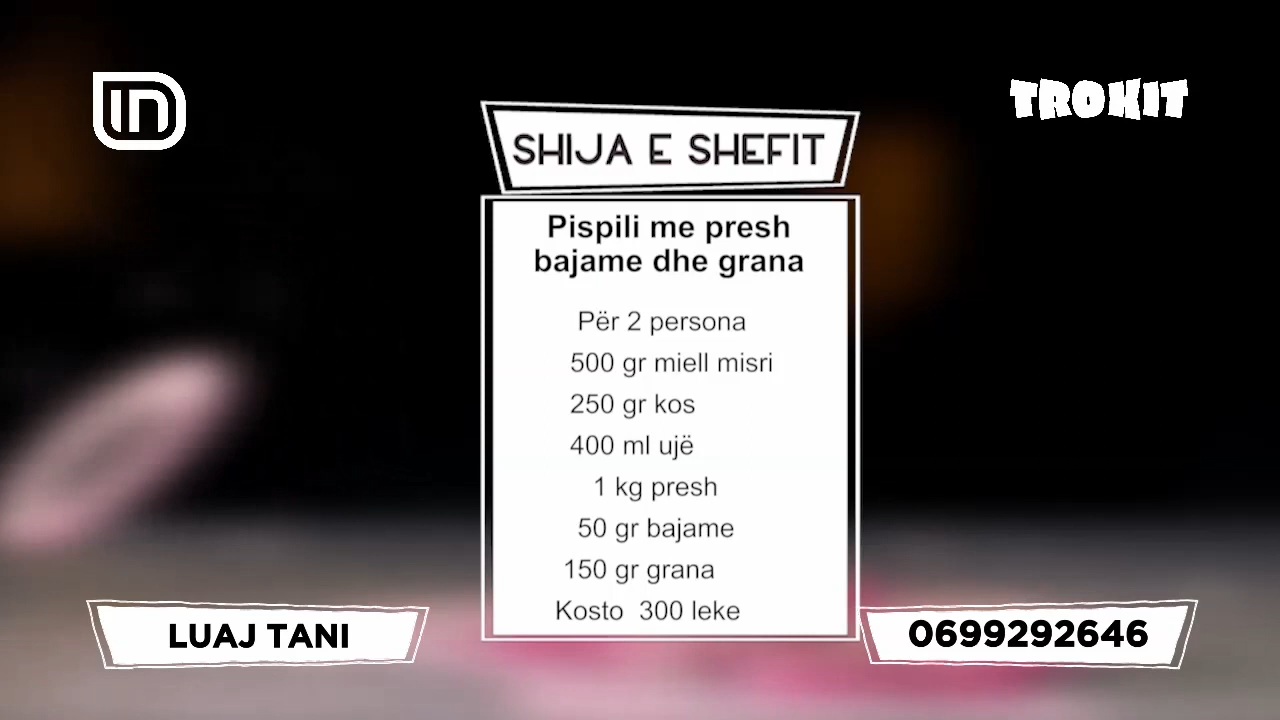 IN
TROKIT
SHIJA E SHEFIT
Pispili me presh
bajame dhe grana
Për 2 persona
500 gr miell misri
250 gr kos
400 ml ujë
1 kg presh
50 gr bajame
150 gr grana
Kosto 300 leke
LUAJ TANI
0699292646